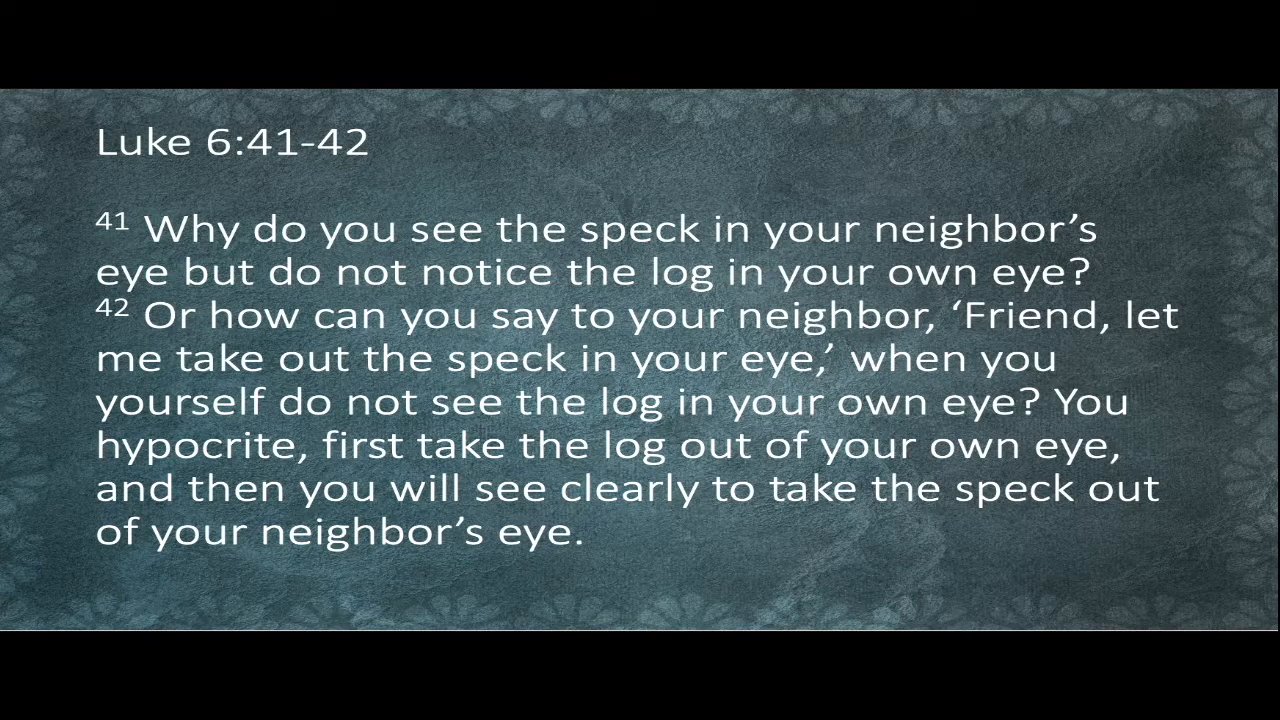 Luke 6:41-42
41 Why do you see the speck in your neighbor’s
eye but do not notice the log in your own eye?
42 Or how can you say to your neighbor, ‘Friend, let
me take out the speck in your eye,’ when you
yourself do not see the log in your own eye? You
hypocrite, first take the log out of your own eye,
and then you will see clearly to take the speck out
of your neighbor’s eye.